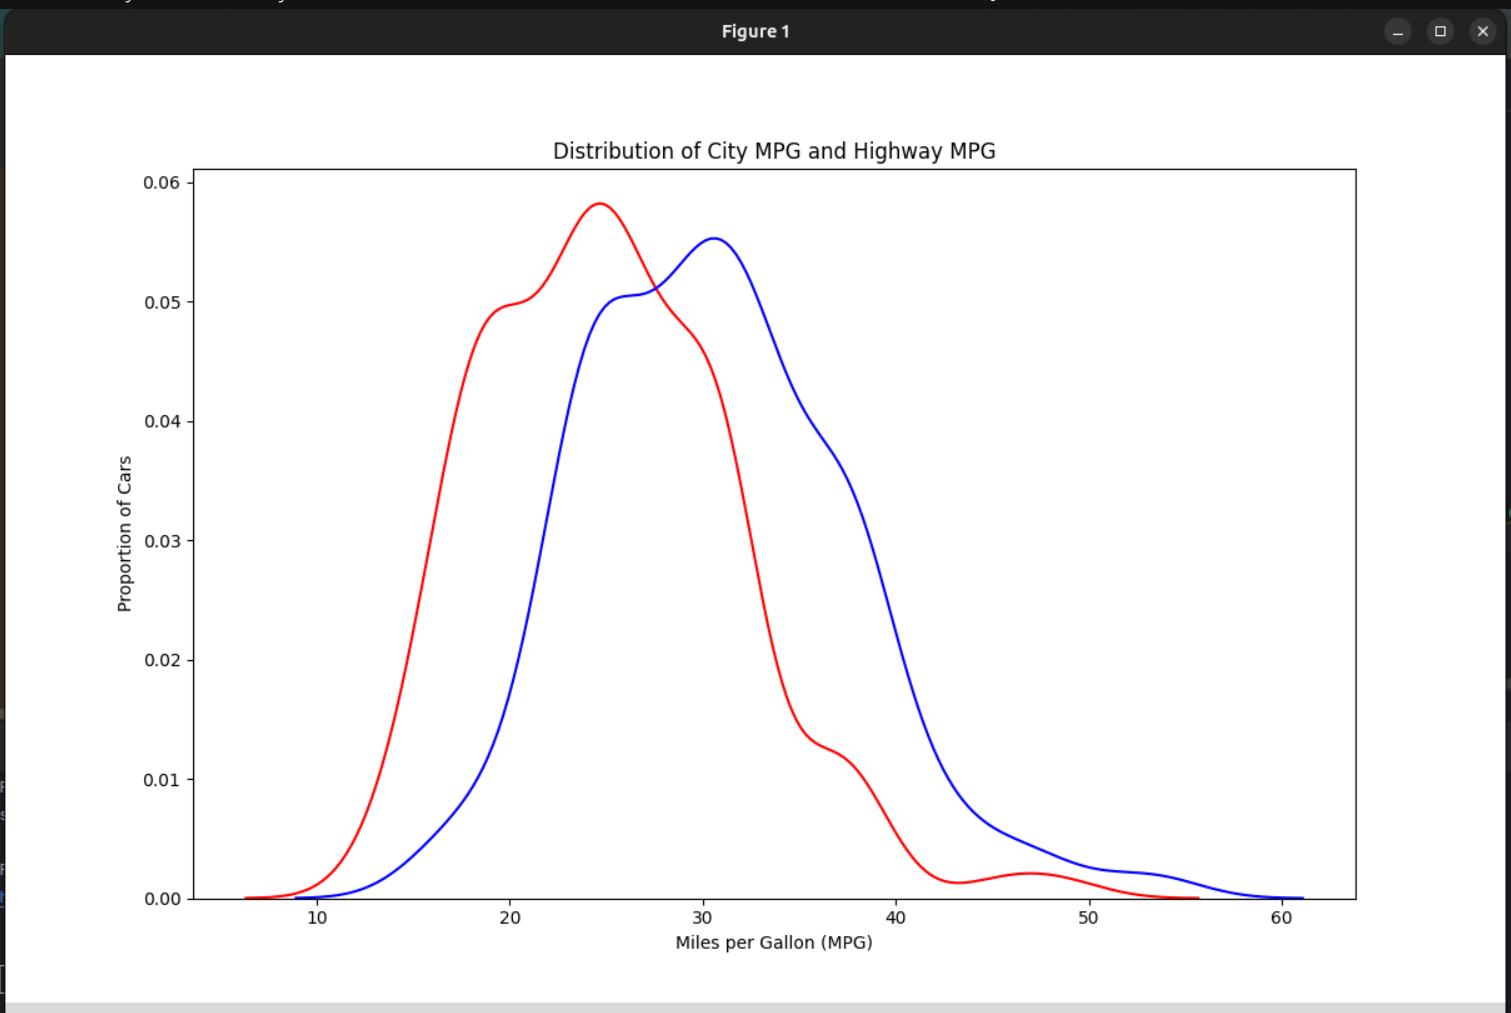 Figure 1
Distribution of City MPG and Highway MPG
0.06
0.05
0.04
0.03
0.02
0.01
0.00
Proportion of Cars
10 20 30 40 50 60
Miles per Gallon (MPG)